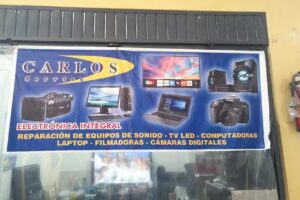 CARLOS
Service
ELECTRÓNICA INTEGRAL
REPARACIÓN DE EQUIPOS DE SONIDO - TV LED - COMPUTADORAS
LAPTOP - FILMADORAS - CÁMARAS DIGITALES